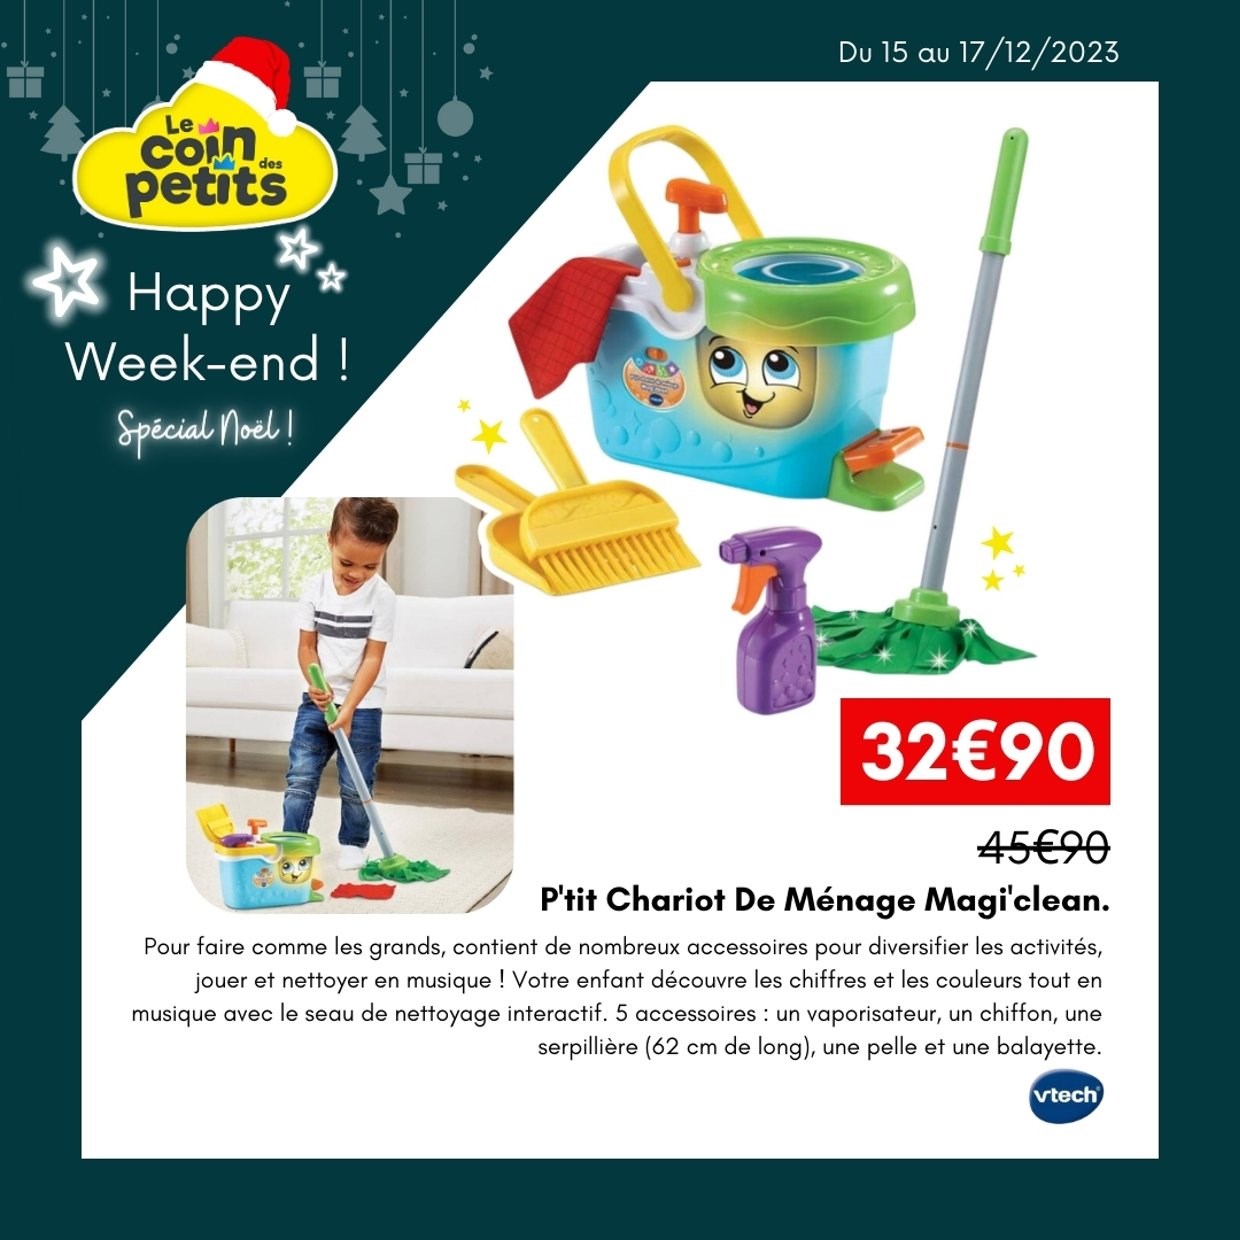 Du 15 au 17/12/2023
Le
coin
des
petits
Happy
Week-end !
Spécial Noël !
32€90
45€90
P'tit Chariot De Ménage Magi'clean.
Pour faire comme les grands, contient de nombreux accessoires pour diversifier les activités,
jouer et nettoyer en musique ! Votre enfant découvre les chiffres et les couleurs tout en
musique avec le seau de nettoyage interactif. 5 accessoires : un vaporisateur, un chiffon, une
serpillière (62 cm de long), une pelle et une balayette.
vtech